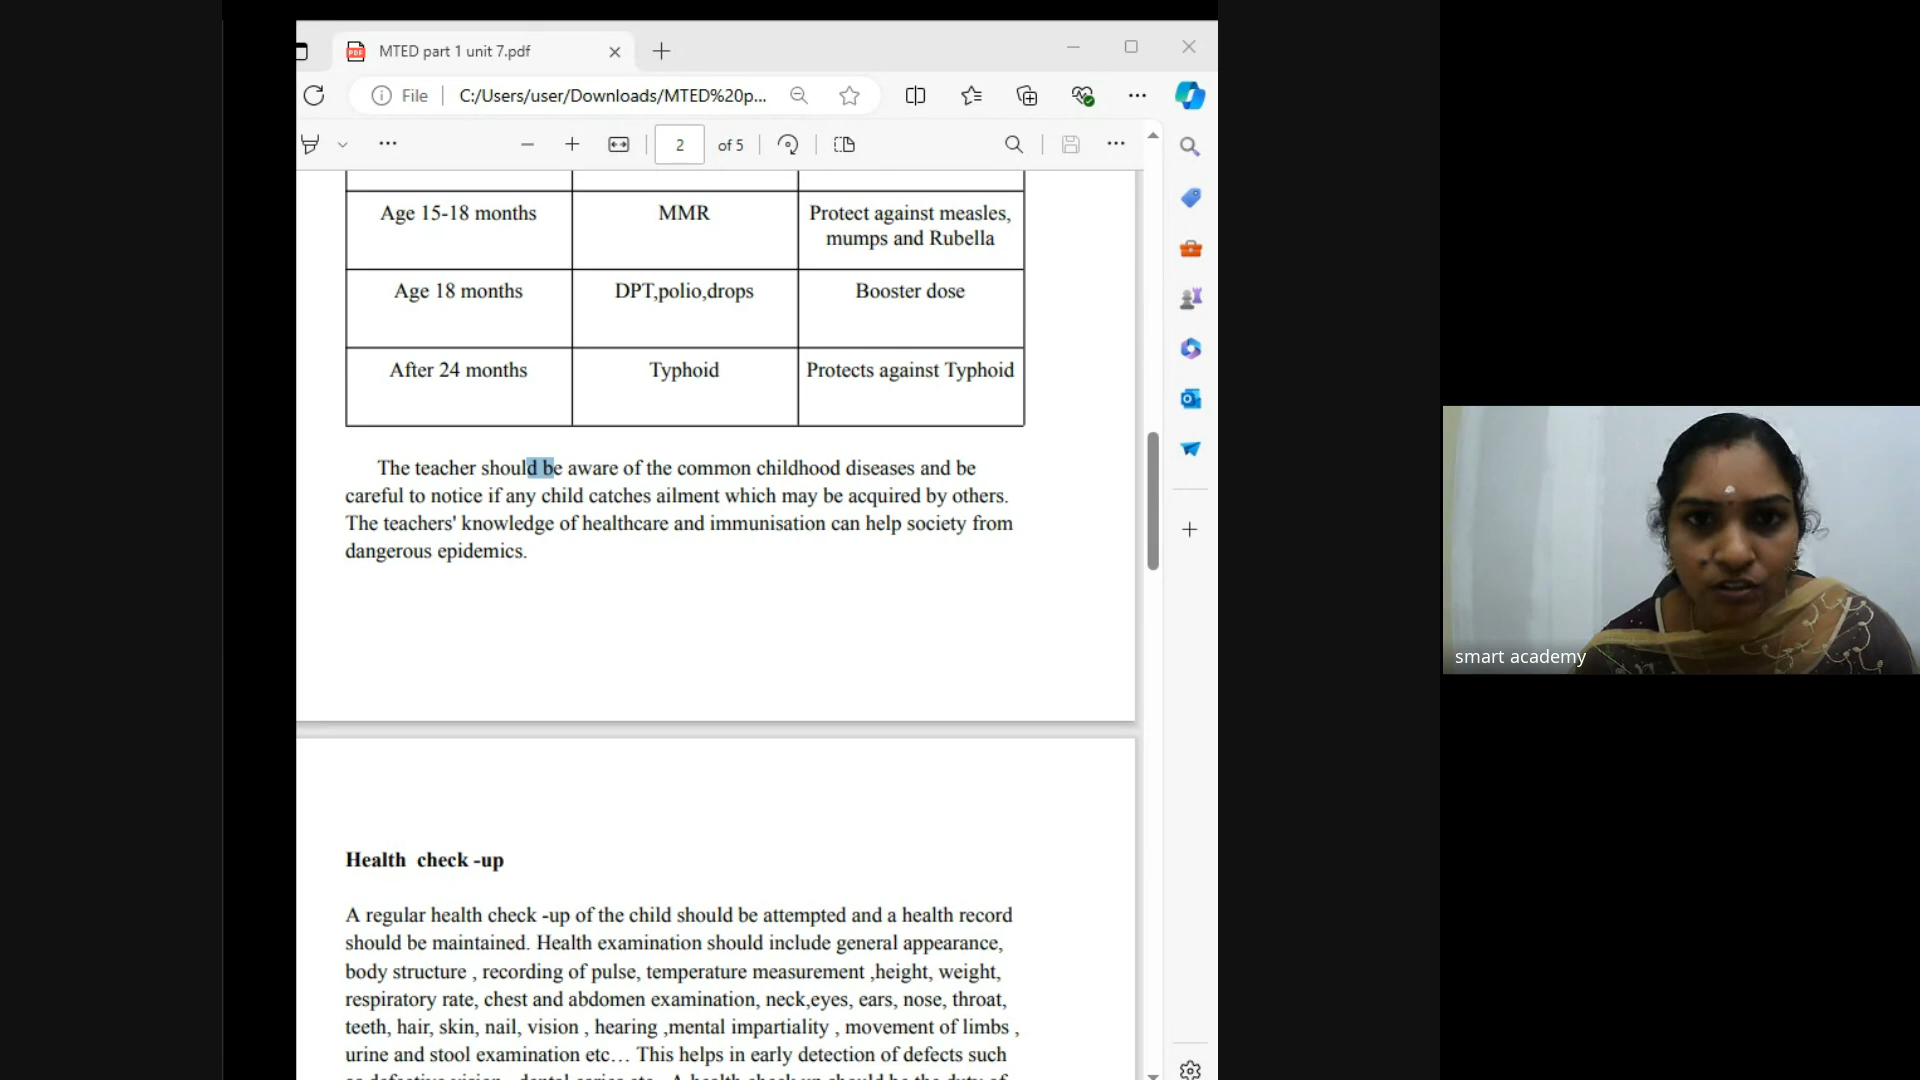 MTED part 1 unit 7.pdf
File
C:/Users/user/Downloads/MTED%20p...
2 of 5
Age 15-18 months
MMR
Protect against measles,
mumps and Rubella
Age 18 months
DPT,polio,drops
Booster dose
After 24 months
Typhoid
Protects against Typhoid
The teacher should be aware of the common childhood diseases and be
careful to notice if any child catches ailment which may be acquired by others.
The teachers' knowledge of healthcare and immunisation can help society from
dangerous epidemics.
Health check -up
A regular health check -up of the child should be attempted and a health record
should be maintained. Health examination should include general appearance,
body structure , recording of pulse, temperature measurement ,height, weight,
respiratory rate, chest and abdomen examination, neck,eyes, ears, nose, throat,
teeth, hair, skin, nail, vision , hearing ,mental impartiality , movement of limbs ,
urine and stool examination etc… This helps in early detection of defects such
smart academy